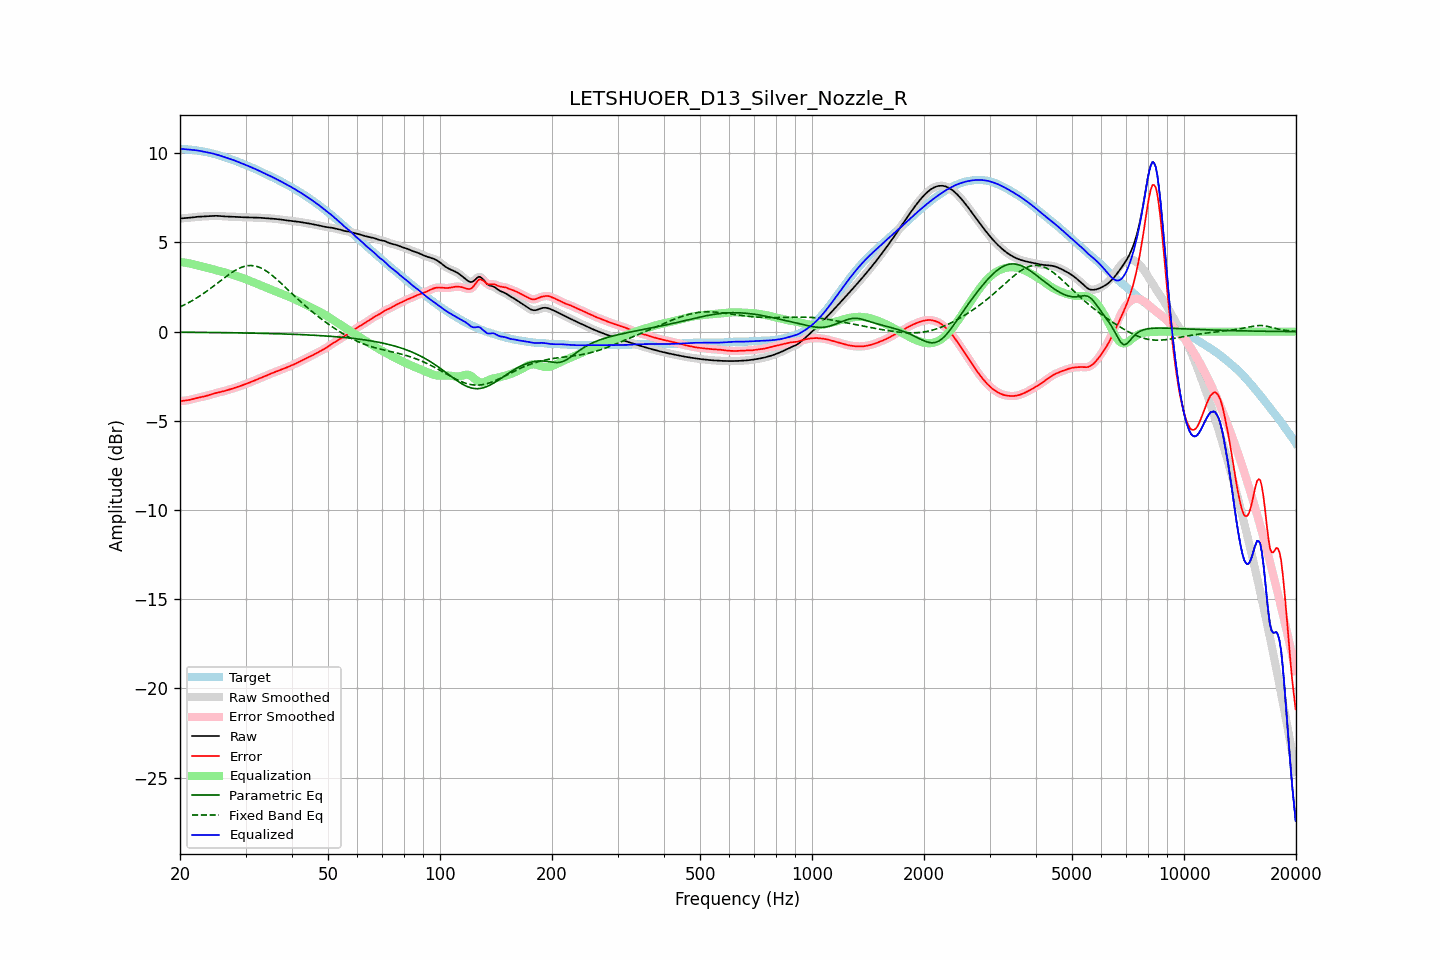 LETSHUOER_D13_Silver_Nozzle_R
Amplitude (dBr)
10
5
0
−5
−10
−15
−20
−25
Target
Raw Smoothed
Error Smoothed
Raw
Error
Equalization
Parametric Eq
Fixed Band Eq
Equalized
20 50 100 200 500 1000 2000 5000 10000 20000
Frequency (Hz)